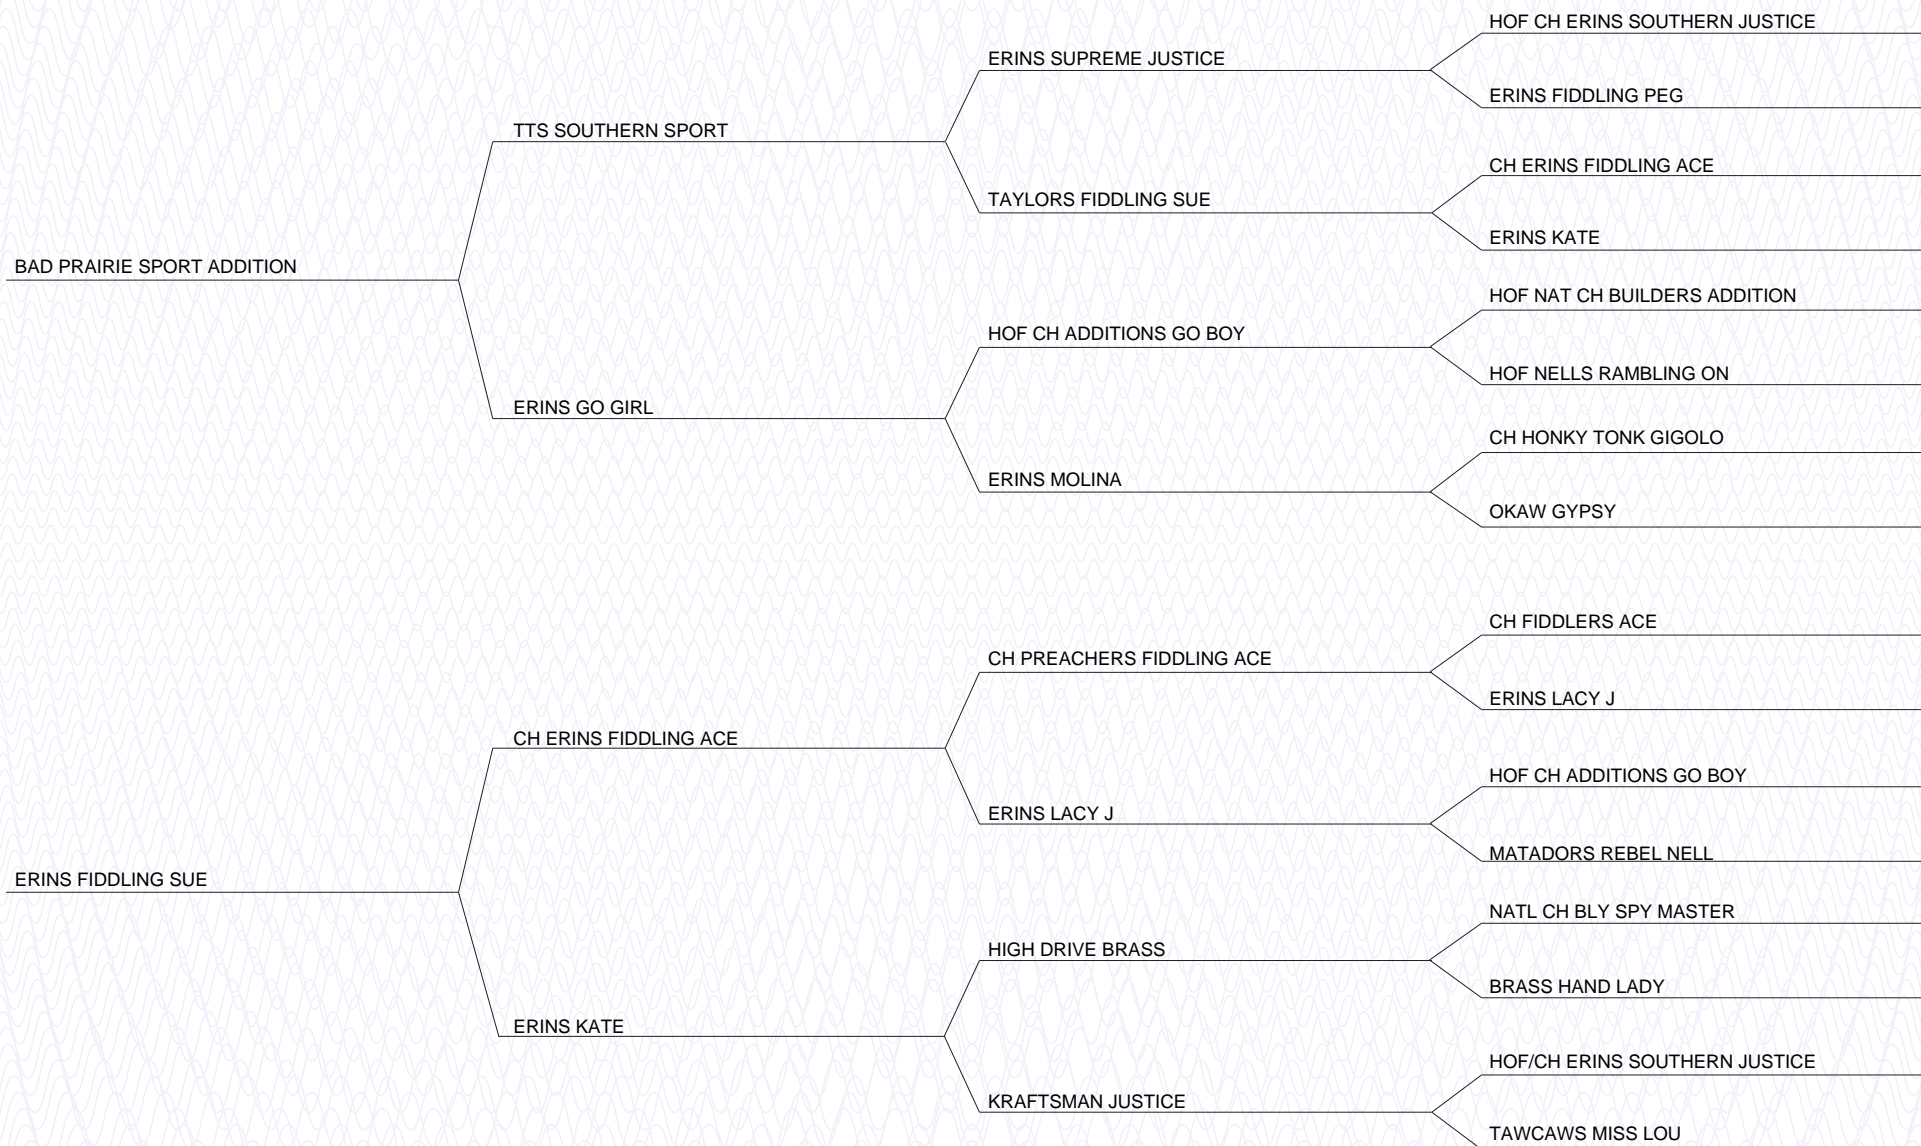 HOF CH ERINS SOUTHERN JUSTICE
ERINS SUPREME JUSTICE
ERINS FIDDLING PEG
TTS SOUTHERN SPORT
CH ERINS FIDDLING ACE
TAYLORS FIDDLING SUE
ERINS KATE
BAD PRAIRIE SPORT ADDITION
HOF NAT CH BUILDERS ADDITION
HOF CH ADDITIONS GO BOY
HOF NELLS RAMBLING ON
ERINS GO GIRL
CH HONKY TONK GIGOLO
ERINS MOLINA
OKAW GYPSY
CH FIDDLERS ACE
CH PREACHERS FIDDLING ACE
ERINS LACY J
CH ERINS FIDDLING ACE
HOF CH ADDITIONS GO BOY
ERINS LACY J
MATADORS REBEL NELL
ERINS FIDDLING SUE
NATL CH BLY SPY MASTER
HIGH DRIVE BRASS
BRASS HAND LADY
ERINS KATE
HOF/CH ERINS SOUTHERN JUSTICE
KRAFTSMAN JUSTICE
TAWCAWS MISS LOU